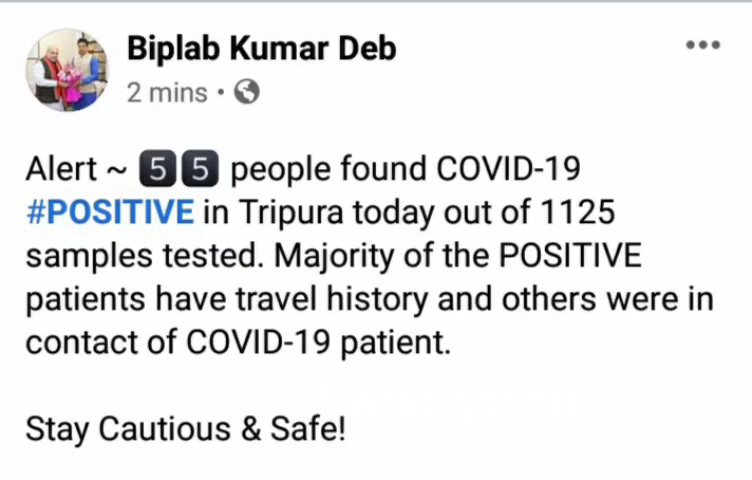 Biplab Kumar Deb
2 mins ·
Alert ~ 5️⃣5️⃣ people found COVID-19
#POSITIVE in Tripura today out of 1125
samples tested. Majority of the POSITIVE
patients have travel history and others were in
contact of COVID-19 patient.
Stay Cautious & Safe!